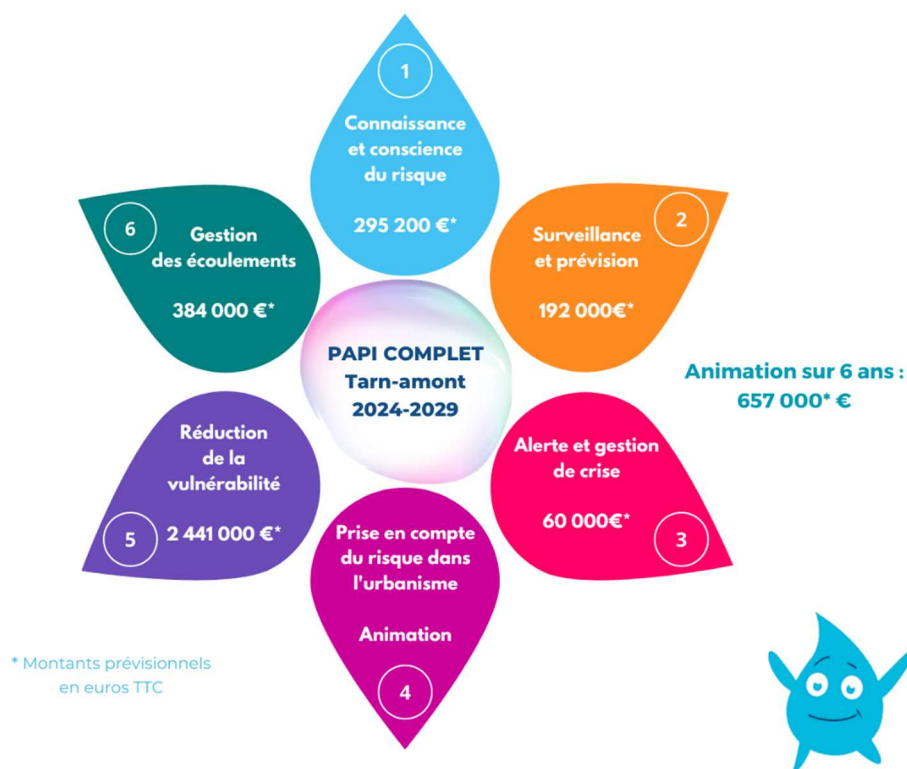 1
Connaissance
et conscience
du risque
295 200 €*
2
Surveillance
et prévision
192 000€*
Alerte et gestion
de crise
60 000€*
3
Prise en compte
du risque dans
l'urbanisme
Animation
4
Réduction
de la
vulnérabilité
2 441 000 €*
5
6
Gestion
des écoulements
384 000 €*
PAPI COMPLET
Tarn-amont
2024-2029
Animation sur 6 ans :
657 000* €
* Montants prévisionnels
en euros TTC